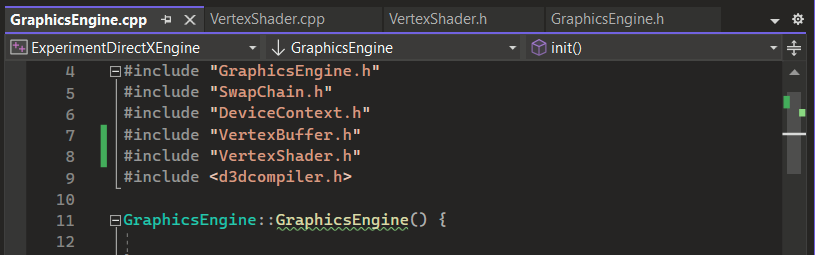 GraphicsEngine.cpp VertexShader.cpp VertexShader.h GraphicsEngine.h
ExperimentDirectXEngine GraphicsEngine init()
4 #include "GraphicsEngine.h"
5 #include "SwapChain.h"
6 #include "DeviceContext.h"
7 #include "VertexBuffer.h"
8 #include "VertexShader.h"
9 #include <d3dcompiler.h>
10
11 GraphicsEngine::GraphicsEngine() {
12